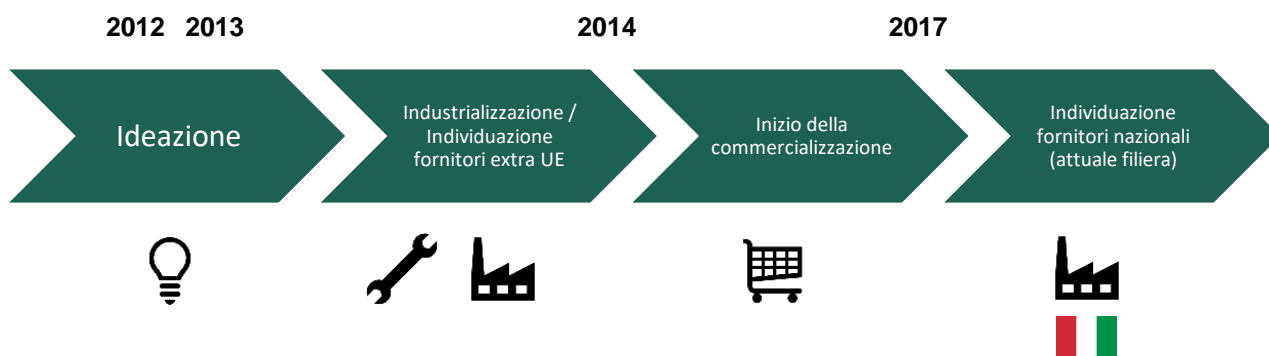 2012 2013 2014 2017
Ideazione
Industrializzazione /
Individuazione
fornitori extra UE
Inizio della
commercializzazione
Individuazione
fornitori nazionali
(attuale filiera)